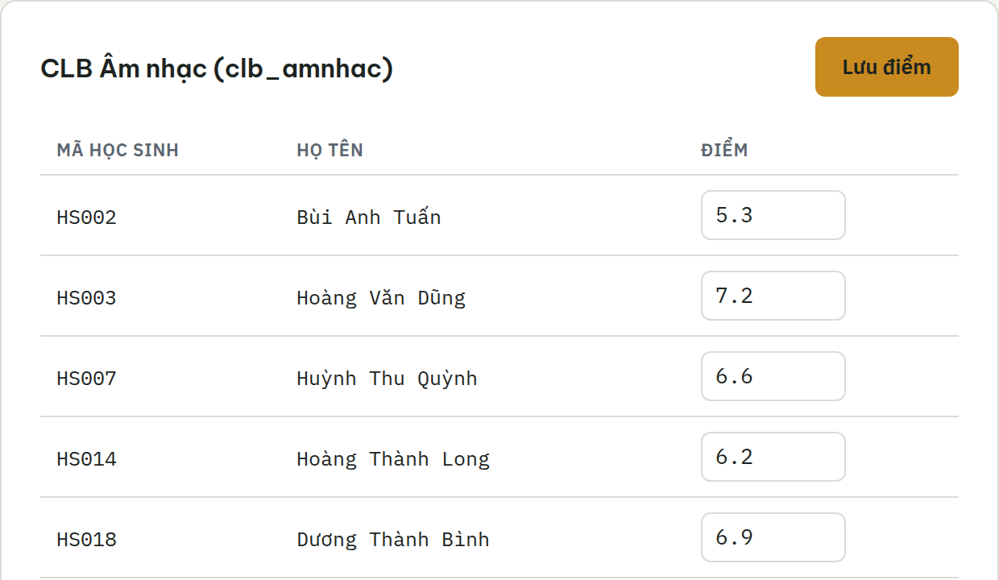 CLB Âm nhạc (clb_amnhac)
Lưu điểm
MÃ HỌC SINH HỌ TÊN ĐIỂM
HS002 Bùi Anh Tuấn 5.3
HS003 Hoàng Văn Dũng 7.2
HS007 Huỳnh Thu Quỳnh 6.6
HS014 Hoàng Thành Long 6.2
HS018 Dương Thành Bình 6.9